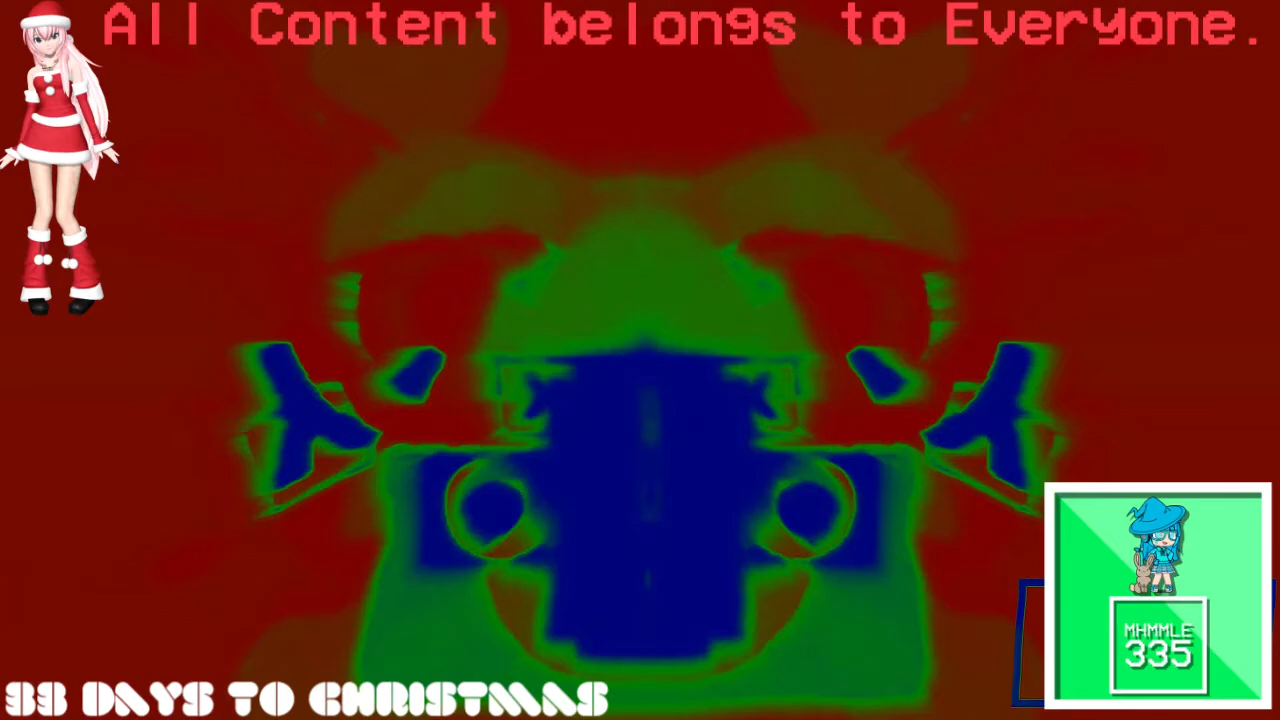 All Content belongs to Everyone.
MHMMLE
335
33 DAYS TO CHRISTMAS